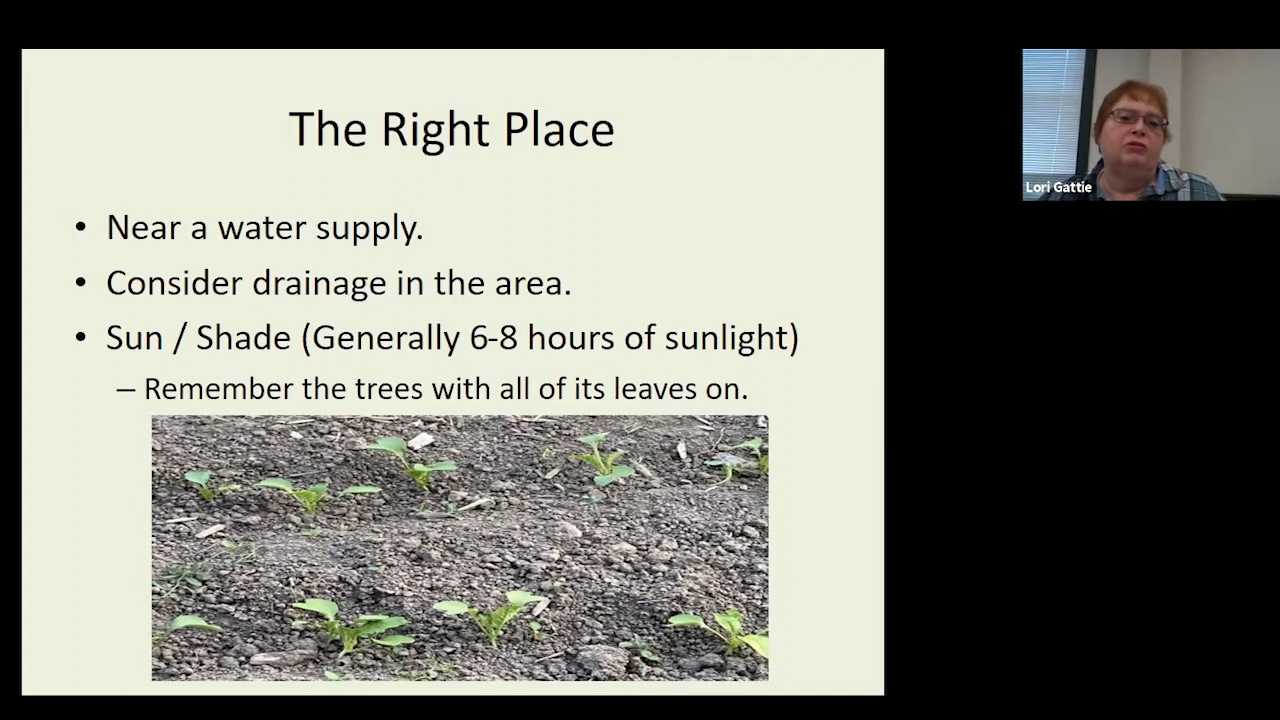 The Right Place
• Near a water supply.
• Consider drainage in the area.
• Sun / Shade (Generally 6-8 hours of sunlight)
– Remember the trees with all of its leaves on.
Lori Gattie